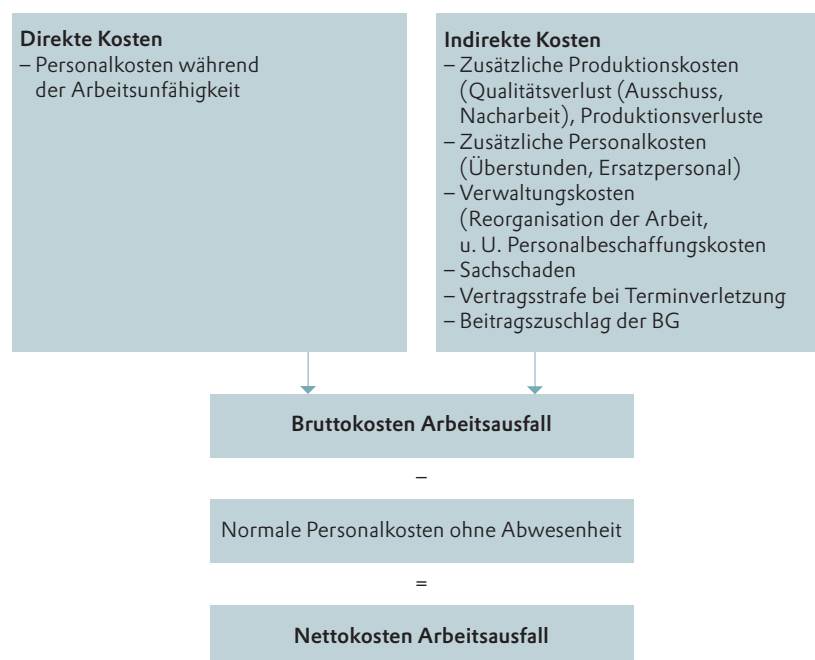 Direkte Kosten
– Personalkosten während
der Arbeitsunfähigkeit
Indirekte Kosten
– Zusätzliche Produktionskosten
(Qualitätsverlust (Ausschuss,
Nacharbeit), Produktionsverluste
– Zusätzliche Personalkosten
(Überstunden, Ersatzpersonal)
– Verwaltungskosten
(Reorganisation der Arbeit,
u. U. Personalbeschaffungskosten
– Sachschaden
– Vertragsstrafe bei Terminverletzung
– Beitragszuschlag der BG
Bruttokosten Arbeitsausfall
–
Normale Personalkosten ohne Abwesenheit
=
Nettokosten Arbeitsausfall